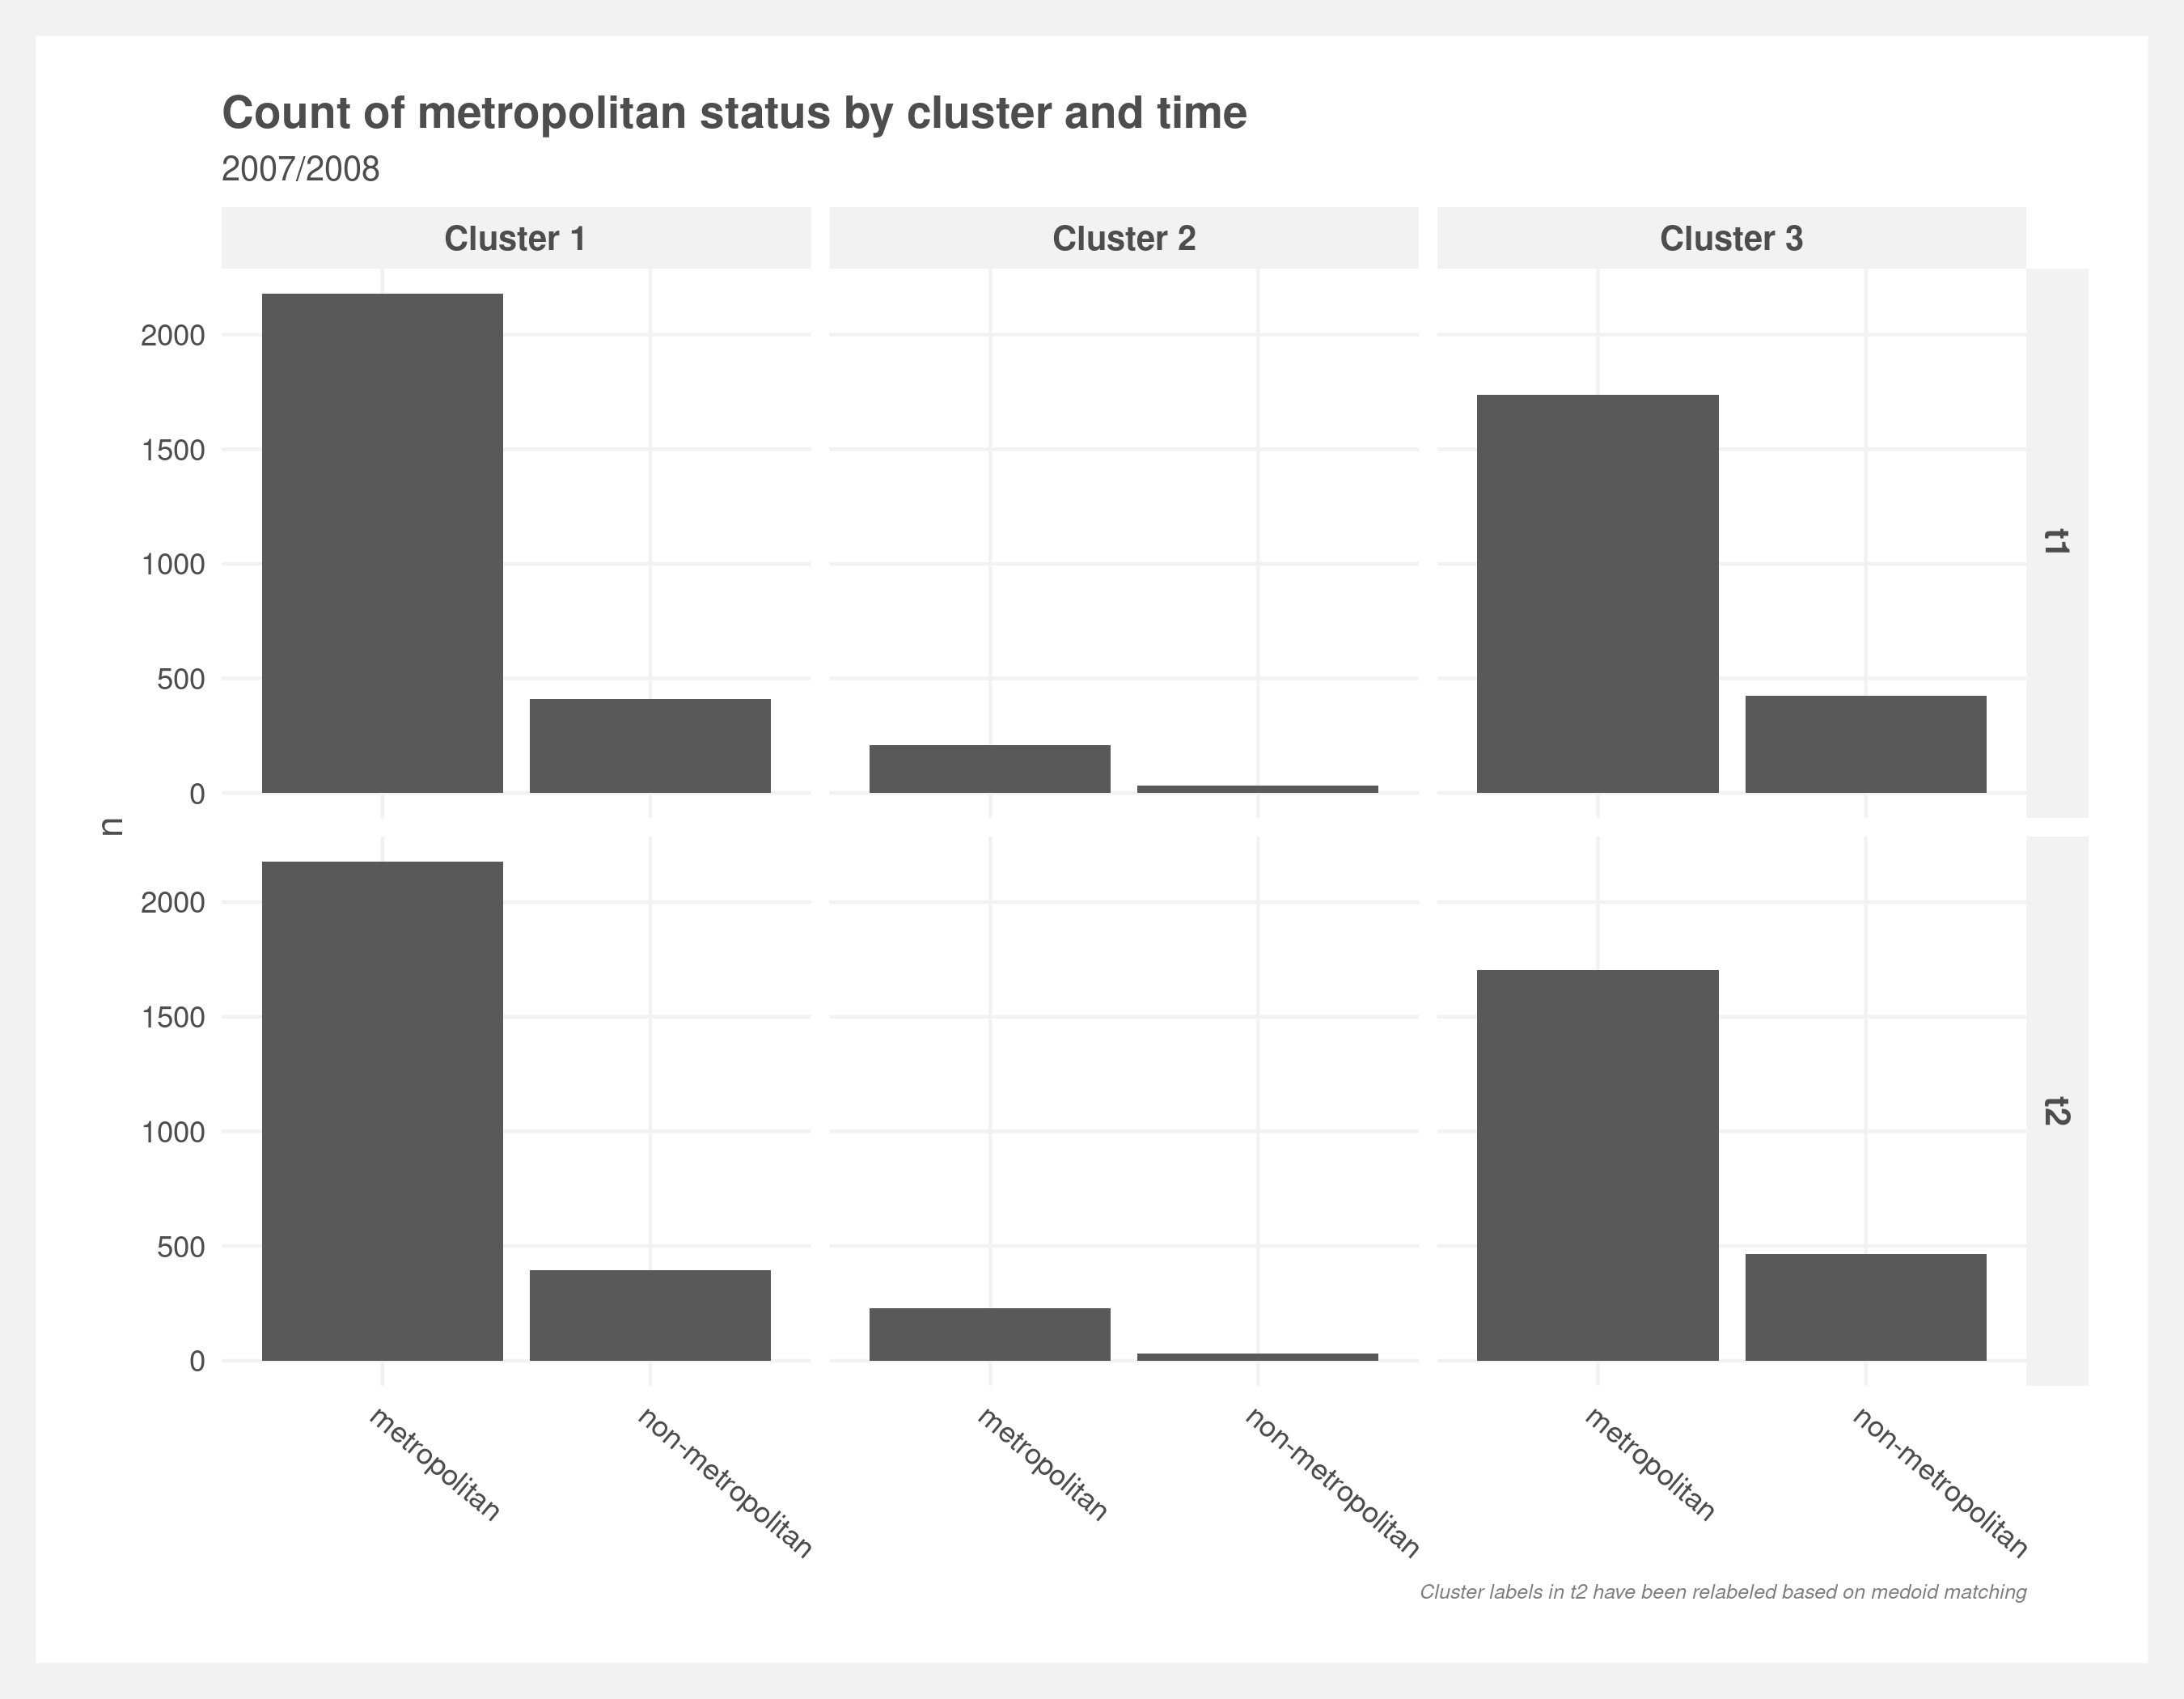 Count of metropolitan status by cluster and time
2007/2008
Cluster 1
Cluster 2
Cluster 3
2000
1500
1000
500
0
t1
n
2000
1500
1000
500
0
t2
metropolitan
non-metropolitan
metropolitan
non-metropolitan
metropolitan
non-metropolitan
Cluster labels in t2 have been relabeled based on medoid matching